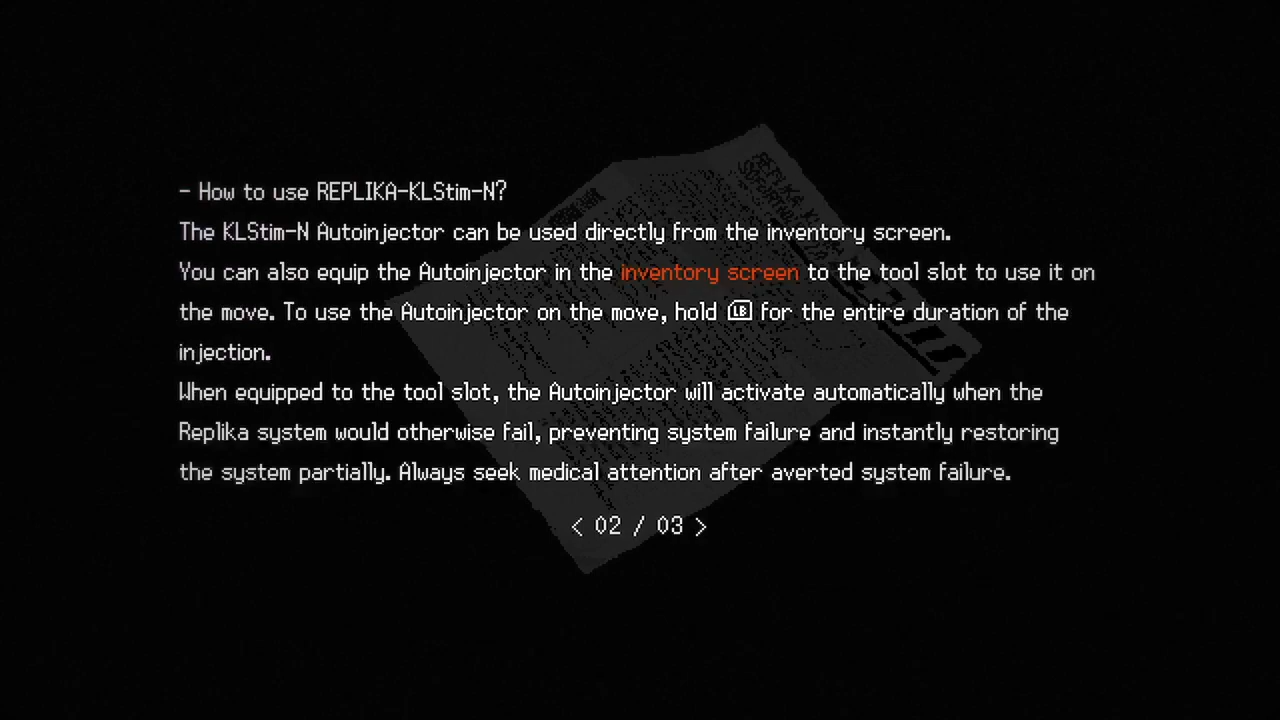 - How to use REPLIKA-KLStim-N?
The KLStim-N Autoinjector can be used directly from the inventory screen.
You can also equip the Autoinjector in the inventory screen to the tool slot to use it on
the move. To use the Autoinjector on the move, hold LB for the entire duration of the
injection.
When equipped to the tool slot, the Autoinjector will activate automatically when the
Replika system would otherwise fail, preventing system failure and instantly restoring
the system partially. Always seek medical attention after averted system failure.
< 02 / 03 >